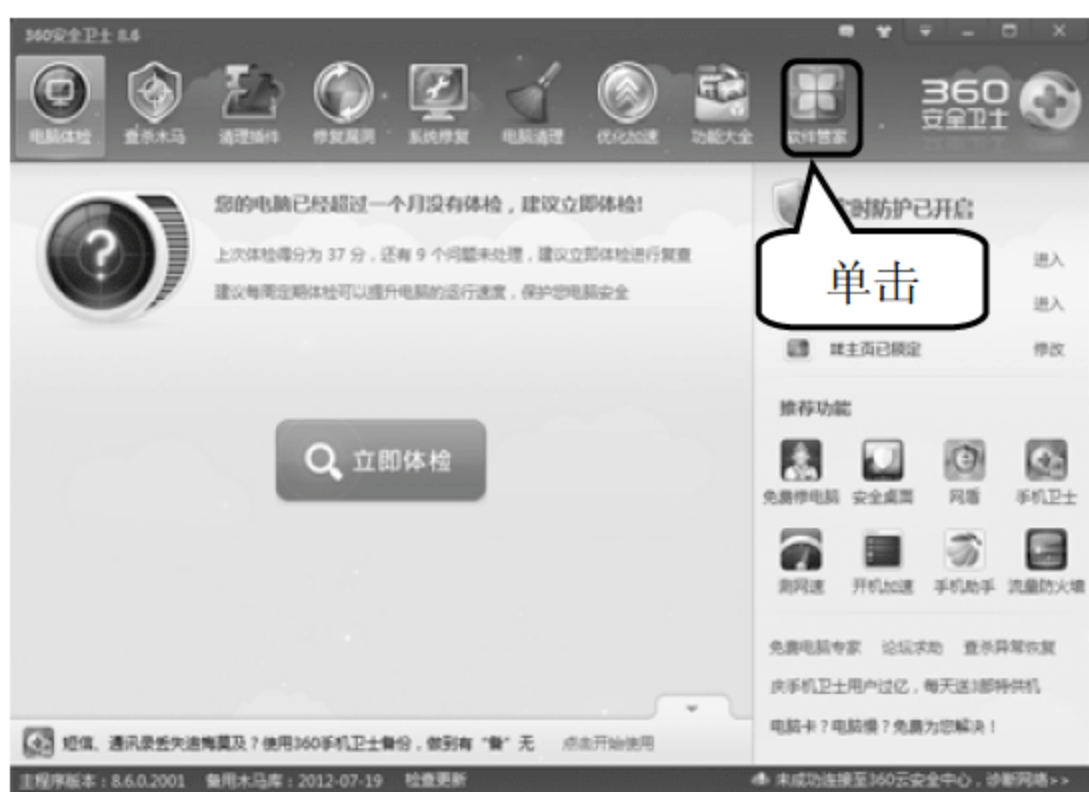 360安全卫士 8.6
电脑体检 查杀木马 清理插件 修复漏洞 系统修复 电脑清理 优化加速 功能大全 软件管家
360
安全卫士
您的电脑已经超过一个月没有体检，建议立即体检！
上次体检得分为 37 分，还有 9 个问题未处理，建议立即体检进行复查
建议每周定期体检可以提升电脑的运行速度，保护您电脑安全
立即体检
时防护已开启
单击
进入
进入
主页已锁定 修改
推荐功能
免费修电脑 安全桌面 网盾 手机卫士
测网速 开机加速 手机助手 流量防火墙
免费电脑专家 论坛求助 查杀异常恢复
庆手机卫士用户过亿，每天送3部特供机
电脑卡？电脑慢？免费为您解决！
短信、通讯录丢失追悔莫及？使用360手机卫士备份，做到有“备”无 点击开始使用
主程序版本：8.6.0.2001 备用木马库：2012-07-19 检查更新
未成功连接至360云安全中心，诊断网络>>